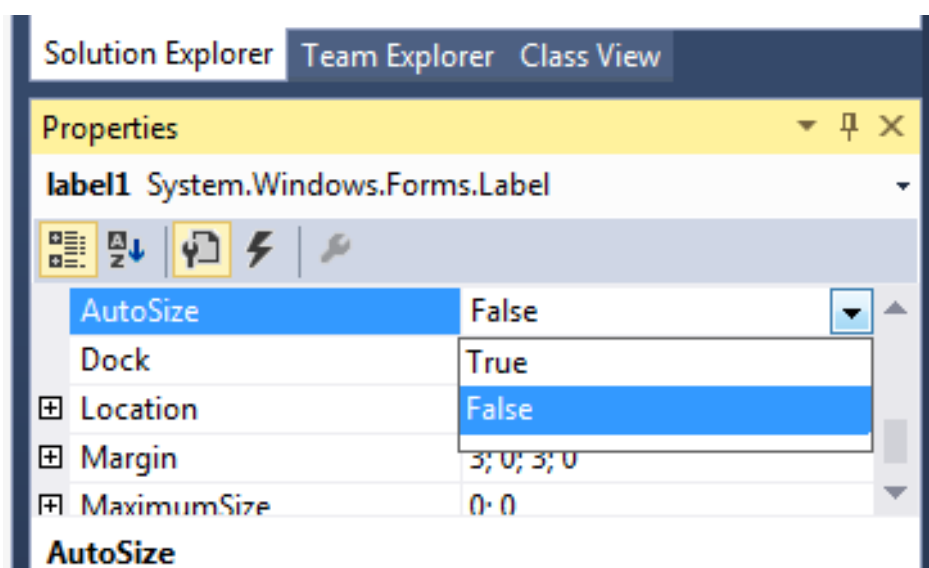 Solution Explorer Team Explorer Class View
Properties
label1 System.Windows.Forms.Label
AutoSize False
Dock True
Location False
Margin 3; 0; 3; 0
MaximumSize 0; 0
AutoSize